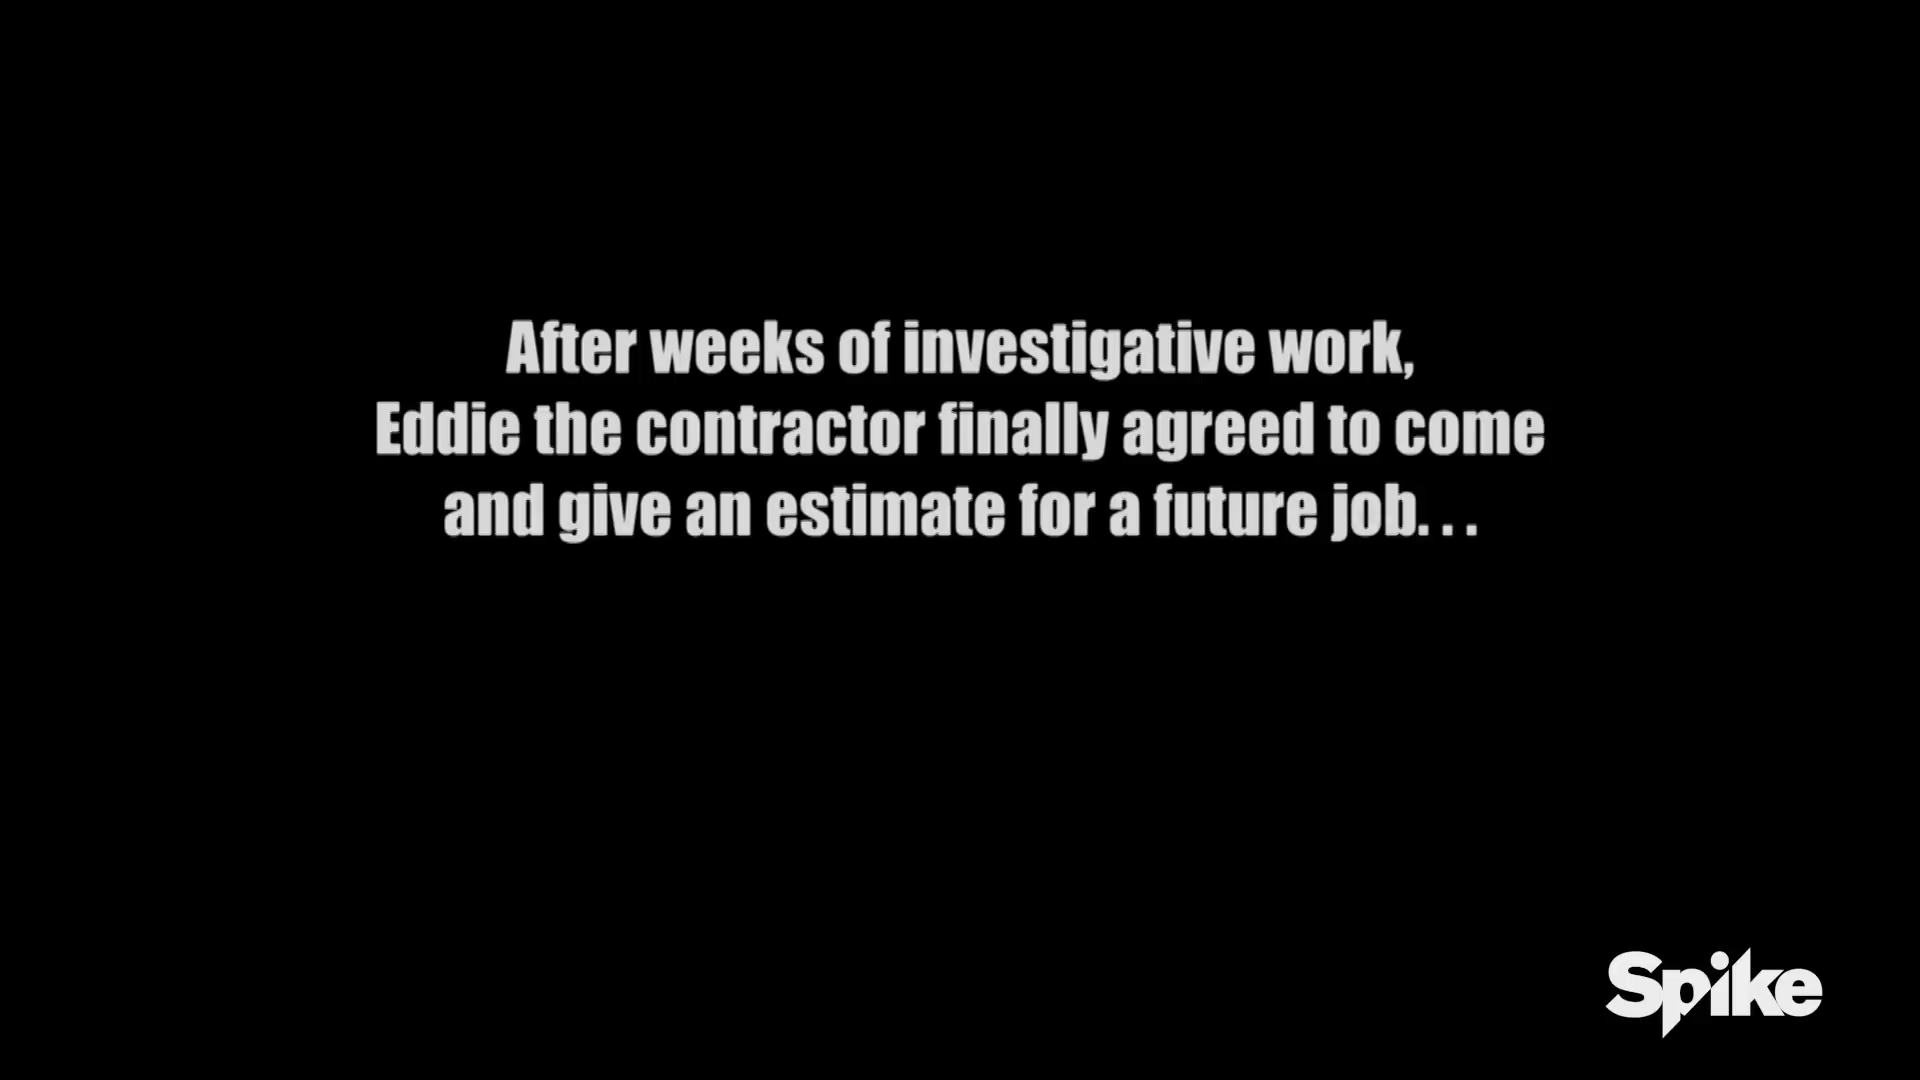 After weeks of investigative work,
Eddie the contractor finally agreed to come
and give an estimate for a future job. . .
Spike